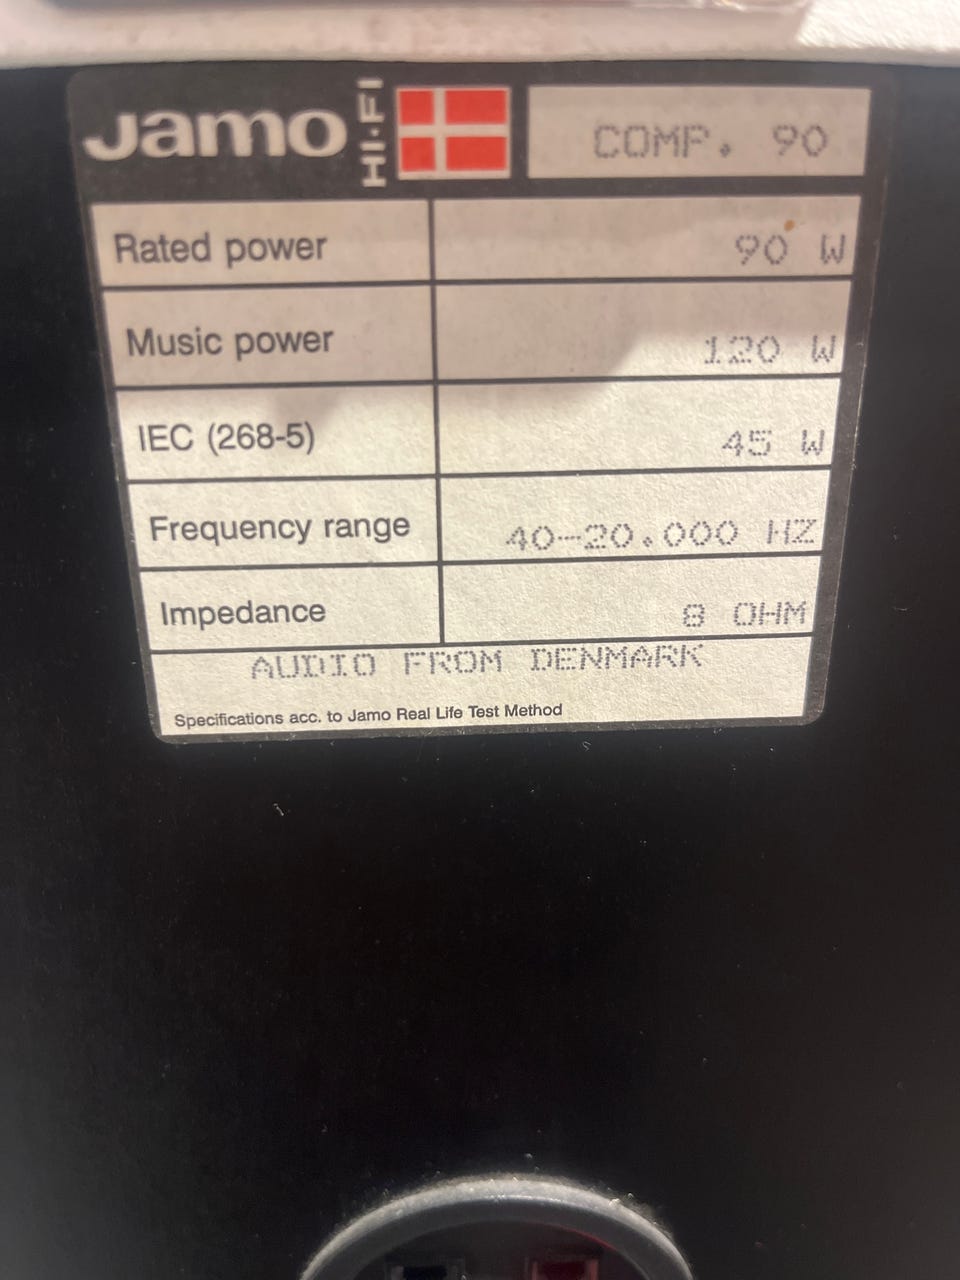 Jamo HI·FI COMP. 90
Rated power 90 W
Music power 120 W
IEC (268-5) 45 W
Frequency range 40-20.000 HZ
Impedance 8 OHM
AUDIO FROM DENMARK
Specifications acc. to Jamo Real Life Test Method